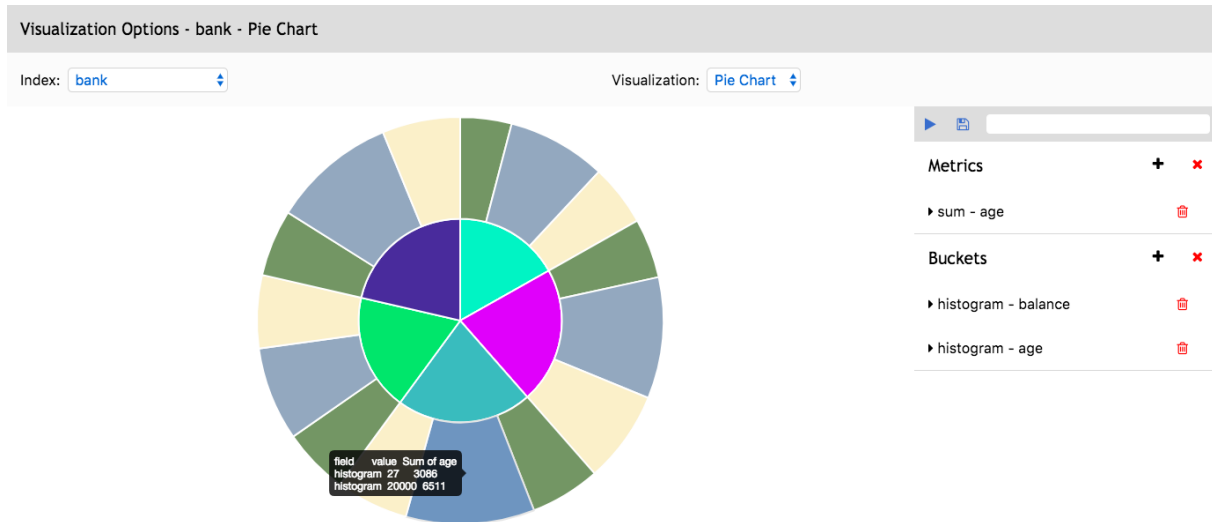 Visualization Options - bank - Pie Chart
Index: bank Visualization: Pie Chart
Metrics
sum - age
Buckets
histogram - balance
histogram - age
field value Sum of age
histogram 27 3086
histogram 20000 6511